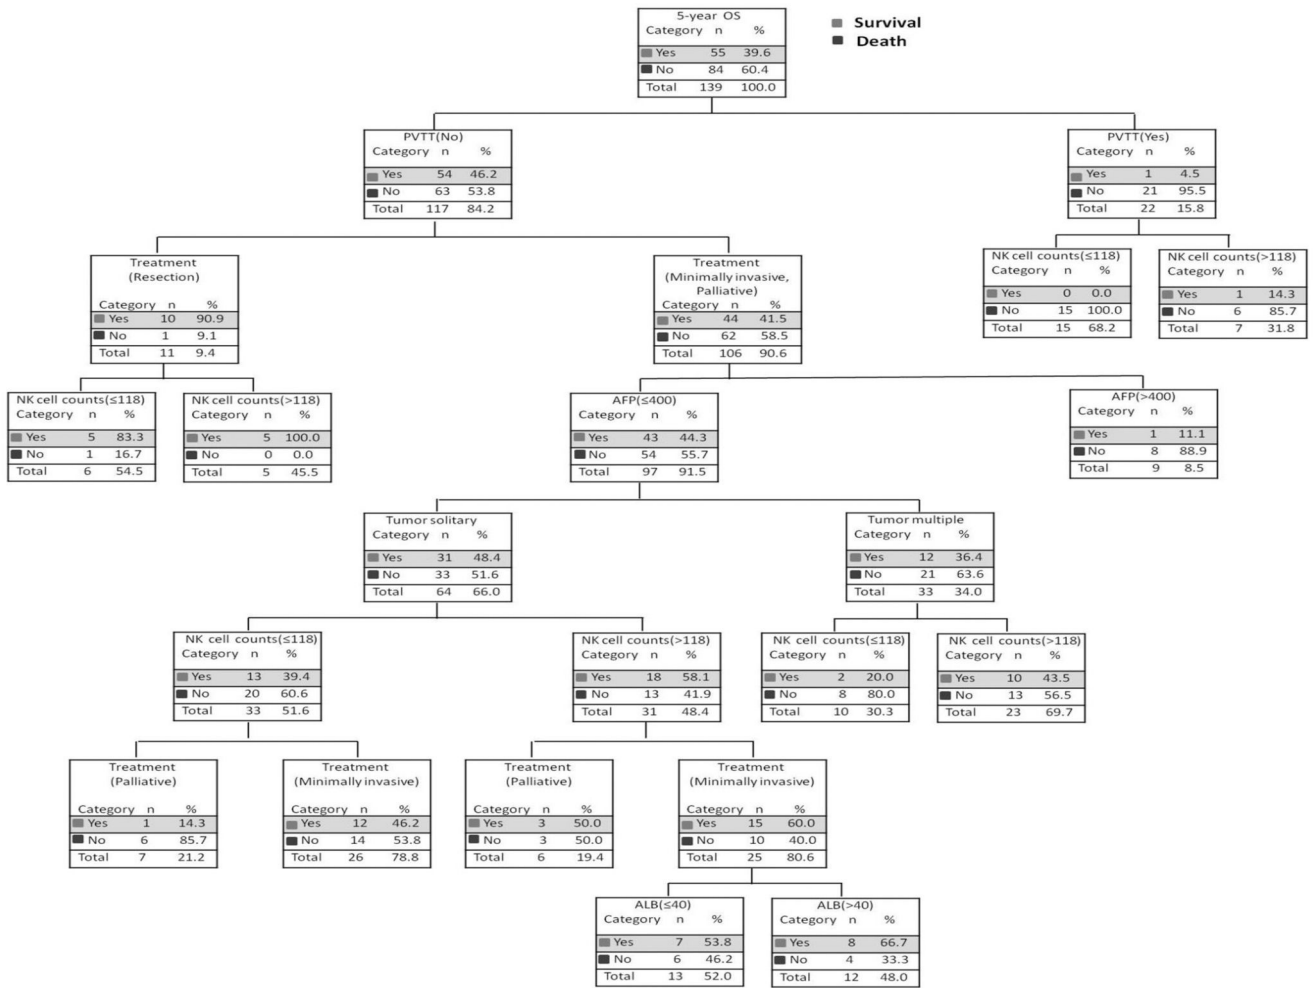 5-year OS
Category n %
Yes 55 39.6
No 84 60.4
Total 139 100.0
Survival
Death
PVTT(No)
Category n %
Yes 54 46.2
No 63 53.8
Total 117 84.2
PVTT(Yes)
Category n %
Yes 1 4.5
No 21 95.5
Total 22 15.8
Treatment
(Resection)
Category n %
Yes 10 90.9
No 1 9.1
Total 11 9.4
Treatment
(Minimally invasive,
Palliative)
Category n %
Yes 44 41.5
No 62 58.5
Total 106 90.6
NK cell counts(≤118)
Category n %
Yes 0 0.0
No 15 100.0
Total 15 68.2
NK cell counts(>118)
Category n %
Yes 1 14.3
No 6 85.7
Total 7 31.8
NK cell counts(≤118)
Category n %
Yes 5 83.3
No 1 16.7
Total 6 54.5
NK cell counts(>118)
Category n %
Yes 5 100.0
No 0 0.0
Total 5 45.5
AFP(≤400)
Category n %
Yes 43 44.3
No 54 55.7
Total 97 91.5
AFP(>400)
Category n %
Yes 1 11.1
No 8 88.9
Total 9 8.5
Tumor solitary
Category n %
Yes 31 48.4
No 33 51.6
Total 64 66.0
Tumor multiple
Category n %
Yes 12 36.4
No 21 63.6
Total 33 34.0
NK cell counts(≤118)
Category n %
Yes 13 39.4
No 20 60.6
Total 33 51.6
NK cell counts(>118)
Category n %
Yes 18 58.1
No 13 41.9
Total 31 48.4
NK cell counts(≤118)
Category n %
Yes 2 20.0
No 8 80.0
Total 10 30.3
NK cell counts(>118)
Category n %
Yes 10 43.5
No 13 56.5
Total 23 69.7
Treatment
(Palliative)
Category n %
Yes 1 14.3
No 6 85.7
Total 7 21.2
Treatment
(Minimally invasive)
Category n %
Yes 12 46.2
No 14 53.8
Total 26 78.8
Treatment
(Palliative)
Category n %
Yes 3 50.0
No 3 50.0
Total 6 19.4
Treatment
(Minimally invasive)
Category n %
Yes 15 60.0
No 10 40.0
Total 25 80.6
ALB(≤40)
Category n %
Yes 7 53.8
No 6 46.2
Total 13 52.0
ALB(>40)
Category n %
Yes 8 66.7
No 4 33.3
Total 12 48.0